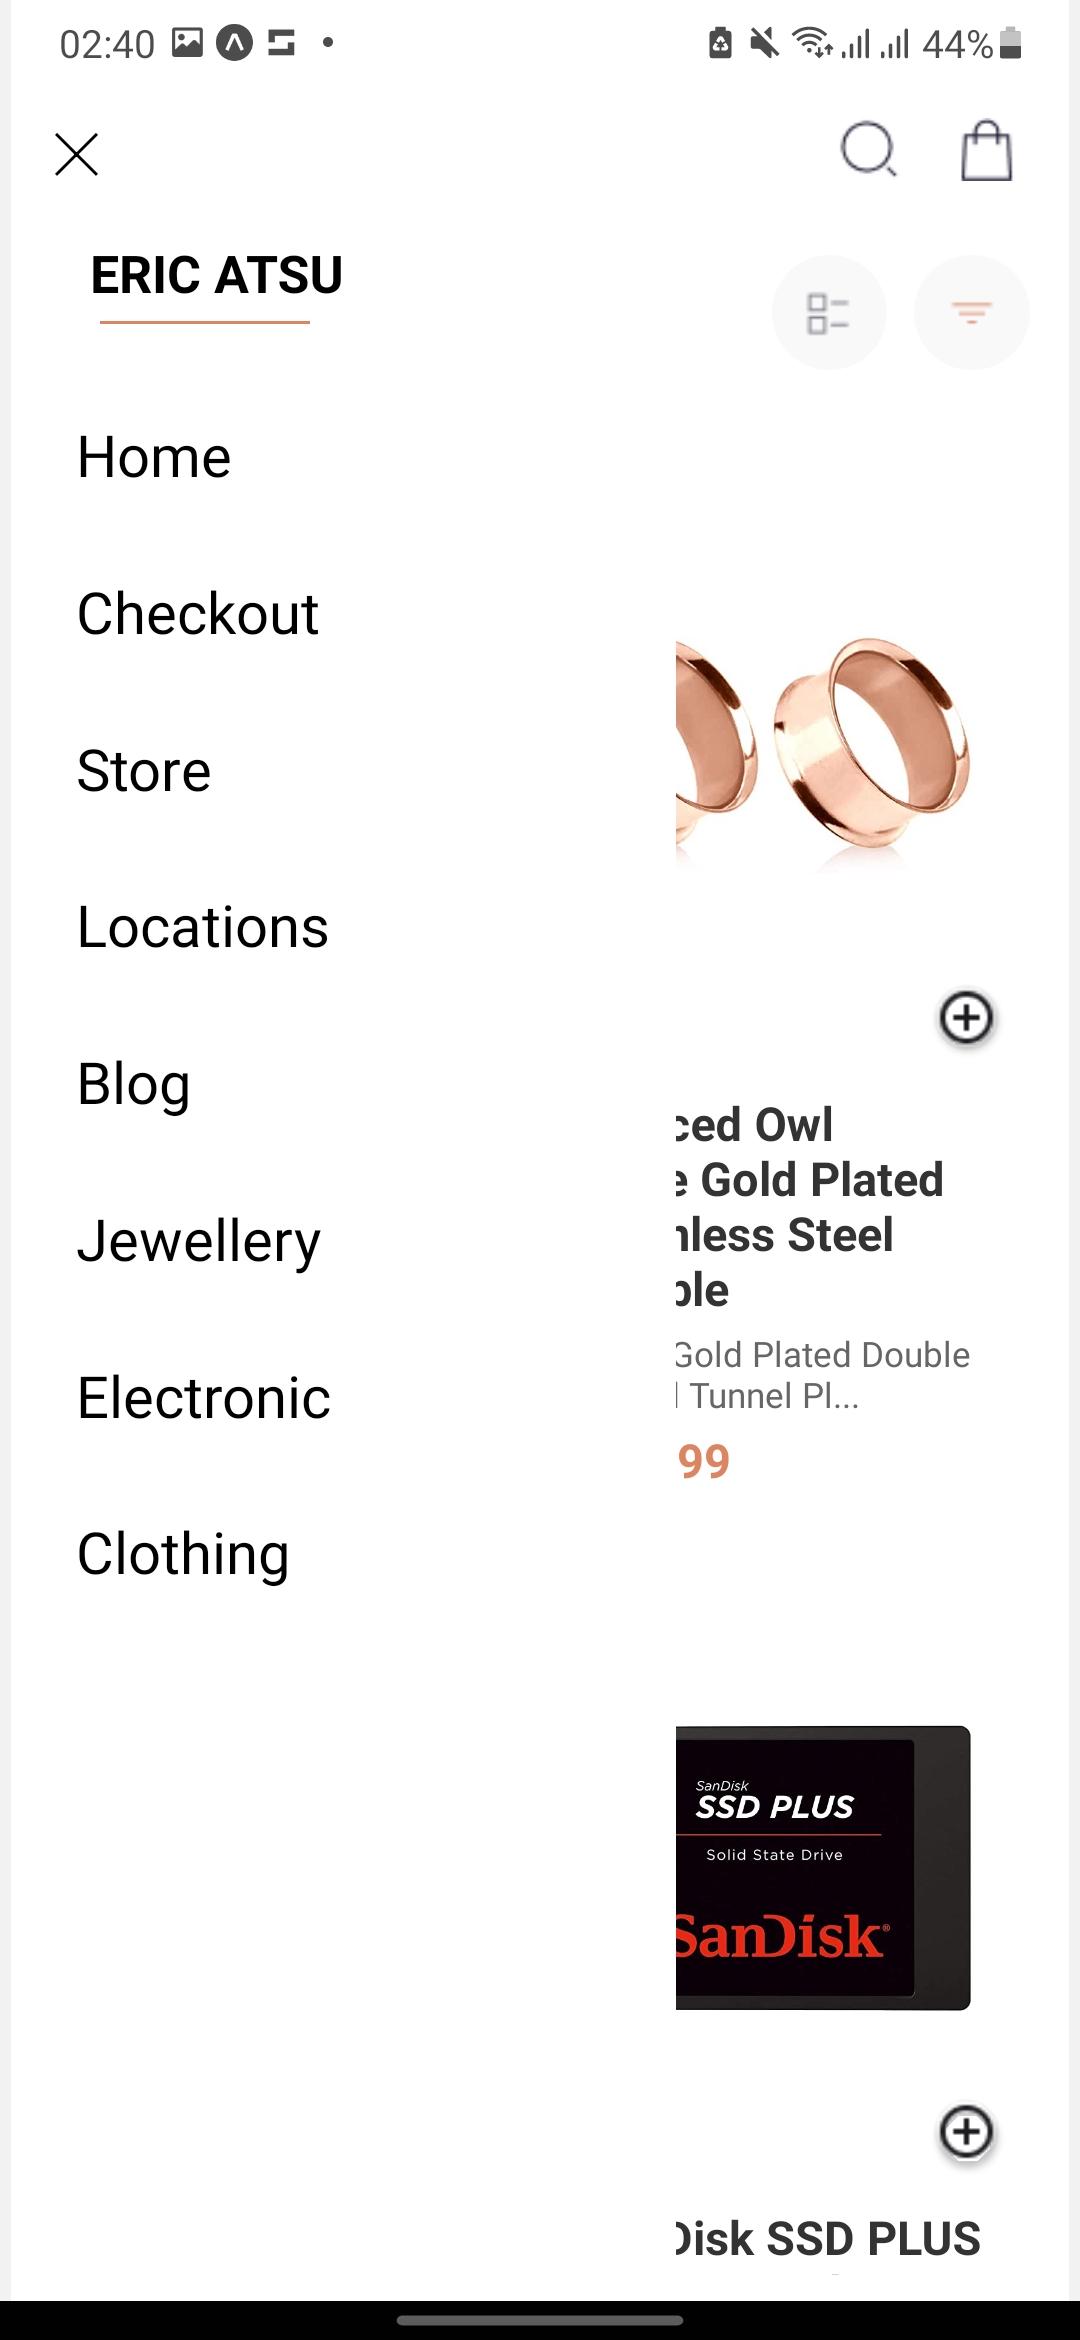 02:40
44%
ERIC ATSU
Home
Checkout
Store
Locations
Blog
Jewellery
Electronic
Clothing
ced Owl
e Gold Plated
nless Steel
ble
Gold Plated Double
l Tunnel Pl...
99
SanDisk
SSD PLUS
Solid State Drive
SanDisk®
Disk SSD PLUS